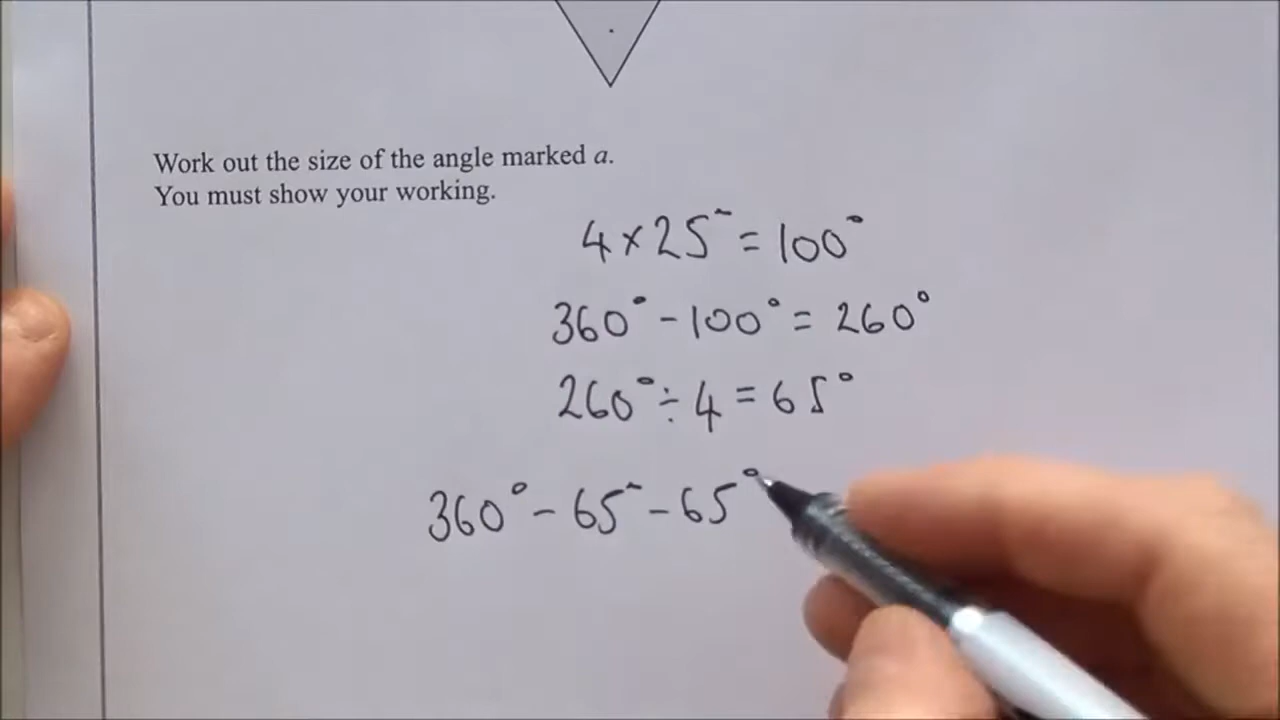 Work out the size of the angle marked a.
You must show your working.
4 × 25° = 100°
360° - 100° = 260°
260° ÷ 4 = 65°
360° - 65° - 65°